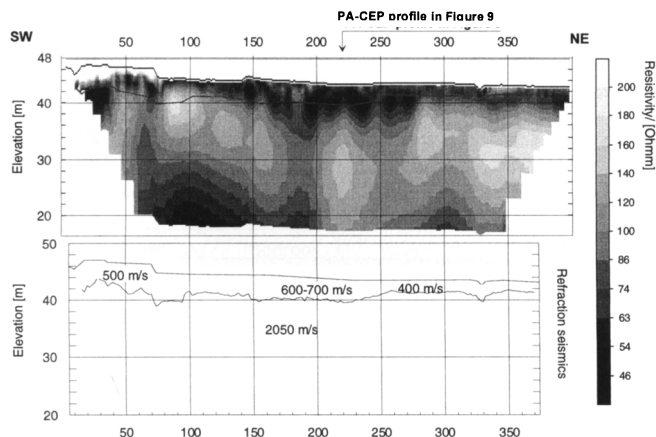 PA-CEP profile in Figure 9
SW
NE
50 100 150 200 250 300 350
48
40
30
20
Elevation [m]
Resistivity/ [Ohmm]
200
160
140
120
100
86
73
63
54
46
50
40
30
20
Elevation [m]
500 m/s
600-700 m/s
400 m/s
2050 m/s
Refraction seismics
50 100 150 200 250 300 350